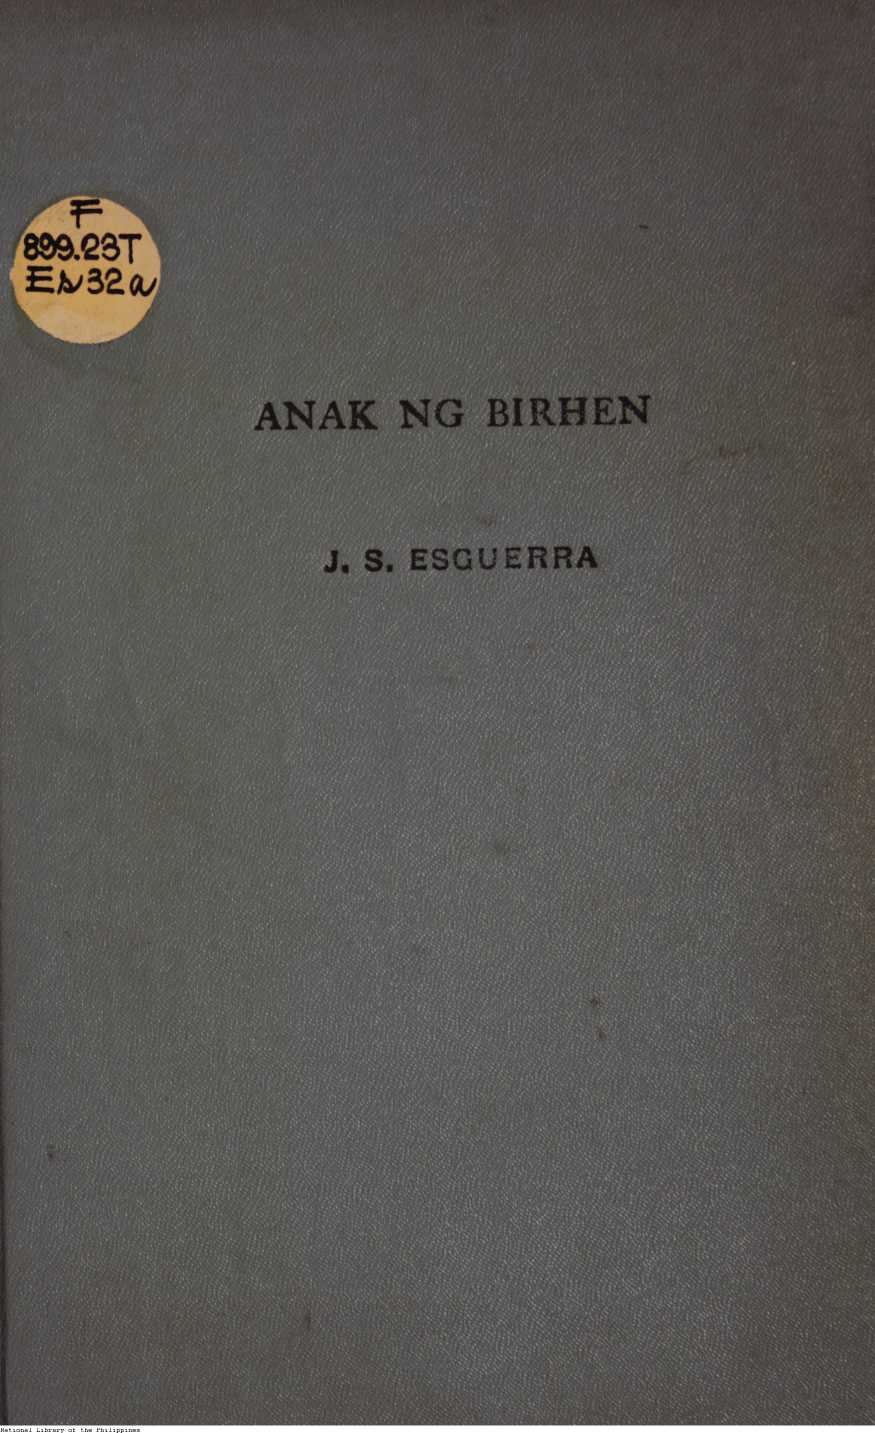 F
899.23T
Es32a
ANAK NG BIRHEN
J. S. ESGUERRA
National Library of the Philippines